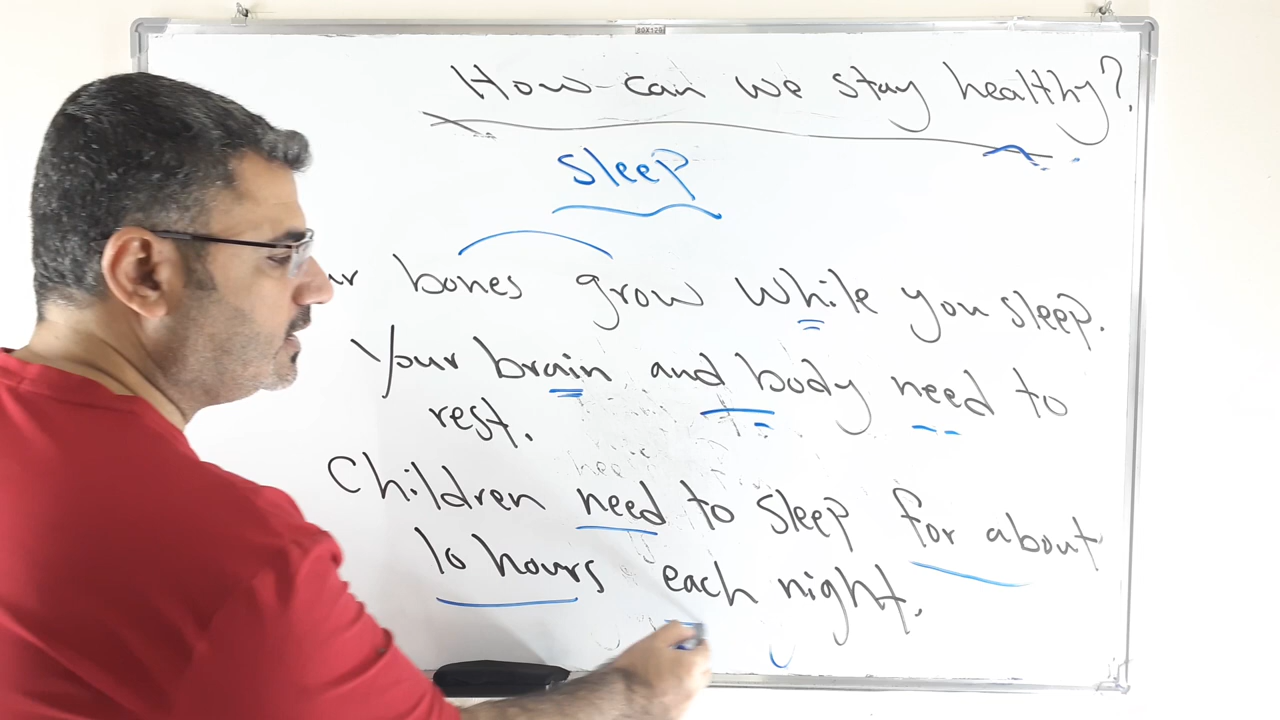 How can we stay healthy?
sleep
bones grow while you sleep.
Your brain and body need to
rest.
Children need to sleep for about
10 hours each night.